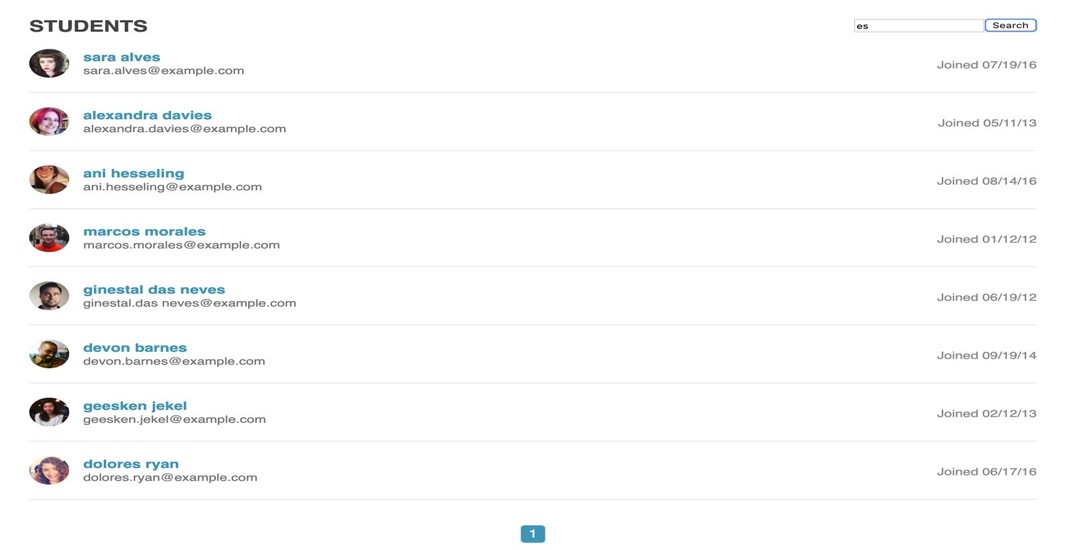 STUDENTS
es
Search
sara alves
sara.alves@example.com
Joined 07/19/16
alexandra davies
alexandra.davies@example.com
Joined 05/11/13
ani hesseling
ani.hesseling@example.com
Joined 08/14/16
marcos morales
marcos.morales@example.com
Joined 01/12/12
ginestal das neves
ginestal.das neves@example.com
Joined 06/19/12
devon barnes
devon.barnes@example.com
Joined 09/19/14
geesken jekel
geesken.jekel@example.com
Joined 02/12/13
dolores ryan
dolores.ryan@example.com
Joined 06/17/16
1